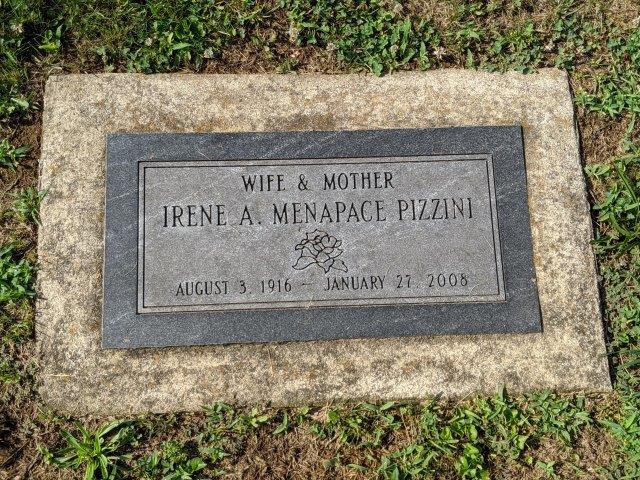 WIFE & MOTHER
IRENE A. MENAPACE PIZZINI
AUGUST 3, 1916 – JANUARY 27, 2008